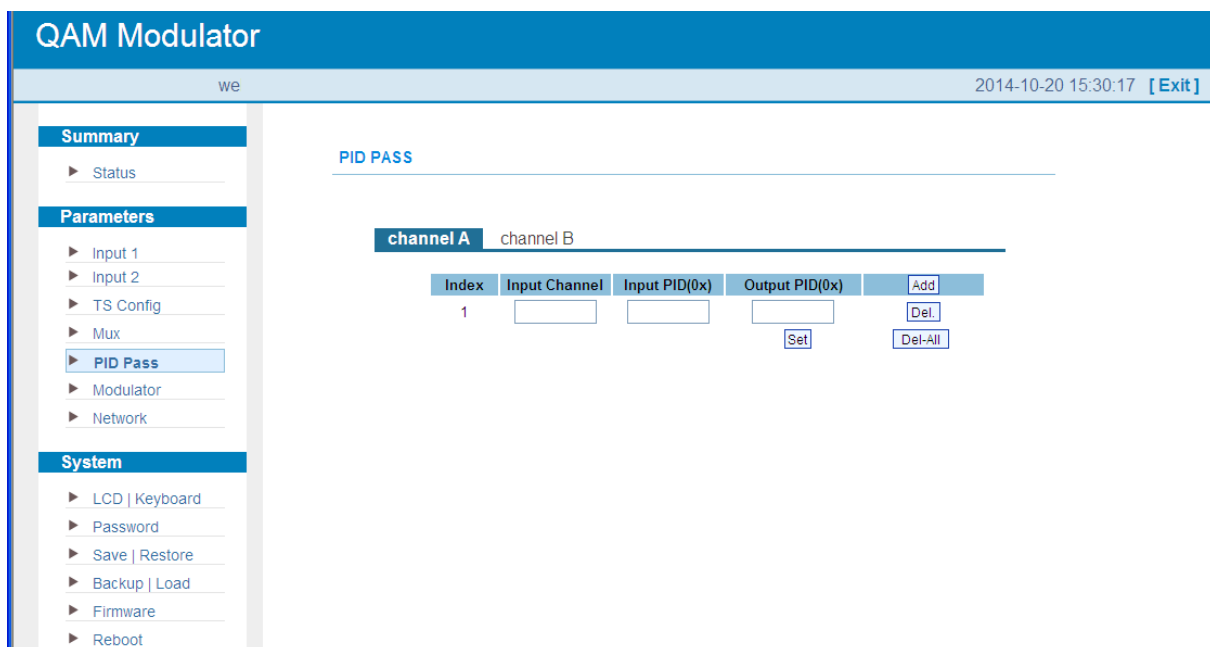 QAM Modulator
we
2014-10-20 15:30:17 [Exit]
Summary
Status
Parameters
Input 1
Input 2
TS Config
Mux
PID Pass
Modulator
Network
System
LCD | Keyboard
Password
Save | Restore
Backup | Load
Firmware
Reboot
PID PASS
channel A channel B
Index Input Channel Input PID(0x) Output PID(0x) Add
1 Del.
Set Del-All